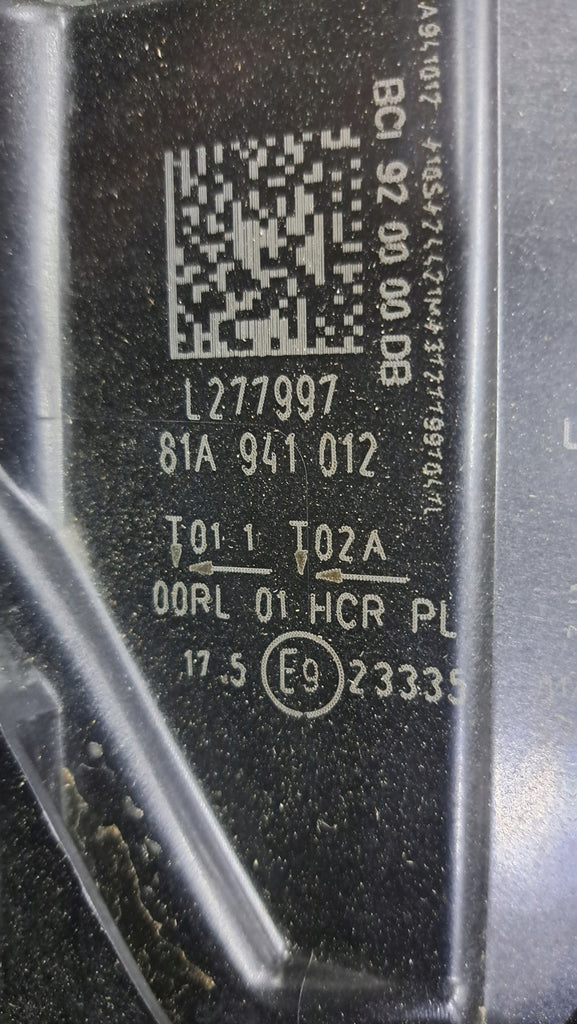 BCI 92 00 00 DB
L277997
81A 941 012
T01 1 T02A
00RL 01 HCR PL
17.5 E9 23335